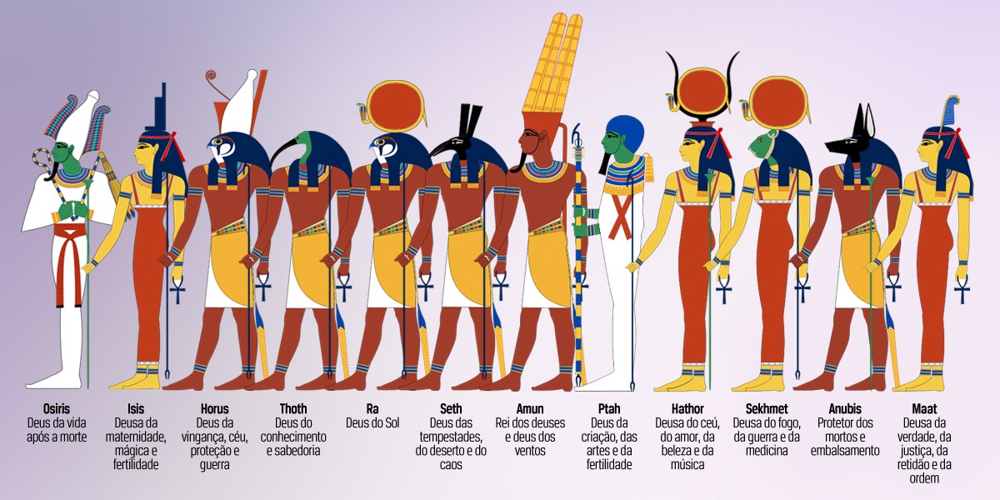 Osiris
Deus da vida
após a morte
Isis
Deusa da
maternidade,
mágica e
fertilidade
Horus
Deus da
vingança, céu,
proteção e
guerra
Thoth
Deus do
conhecimento
e sabedoria
Ra
Deus do Sol
Seth
Deus das
tempestades,
do deserto e do
caos
Amun
Rei dos deuses
e deus dos
ventos
Ptah
Deus da
criação, das
artes e da
fertilidade
Hathor
Deusa do céu,
do amor, da
beleza e da
música
Sekhmet
Deusa do fogo,
da guerra e da
medicina
Anubis
Protetor dos
mortos e
embalsamento
Maat
Deusa da
verdade, da
justiça, da
retidão e da
ordem